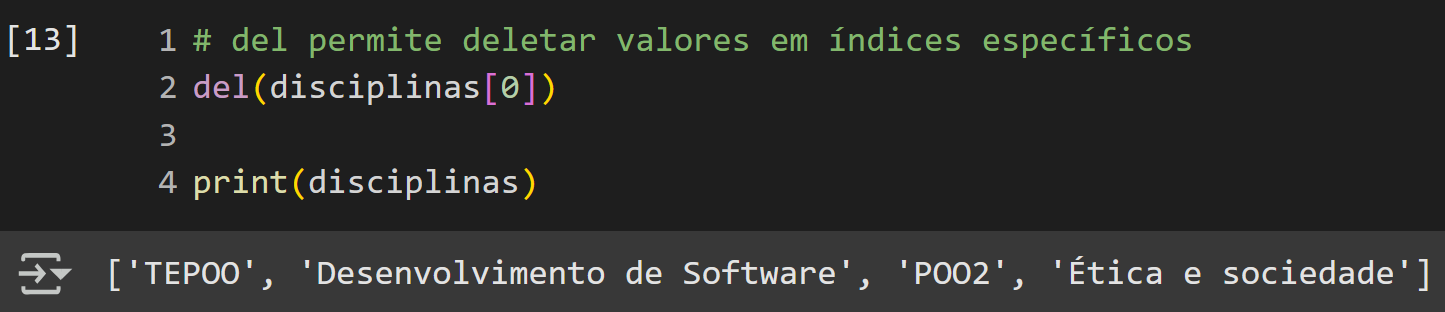 [13] 1 # del permite deletar valores em índices específicos
2 del(disciplinas[0])
3
4 print(disciplinas)
['TEPOO', 'Desenvolvimento de Software', 'POO2', 'Ética e sociedade']